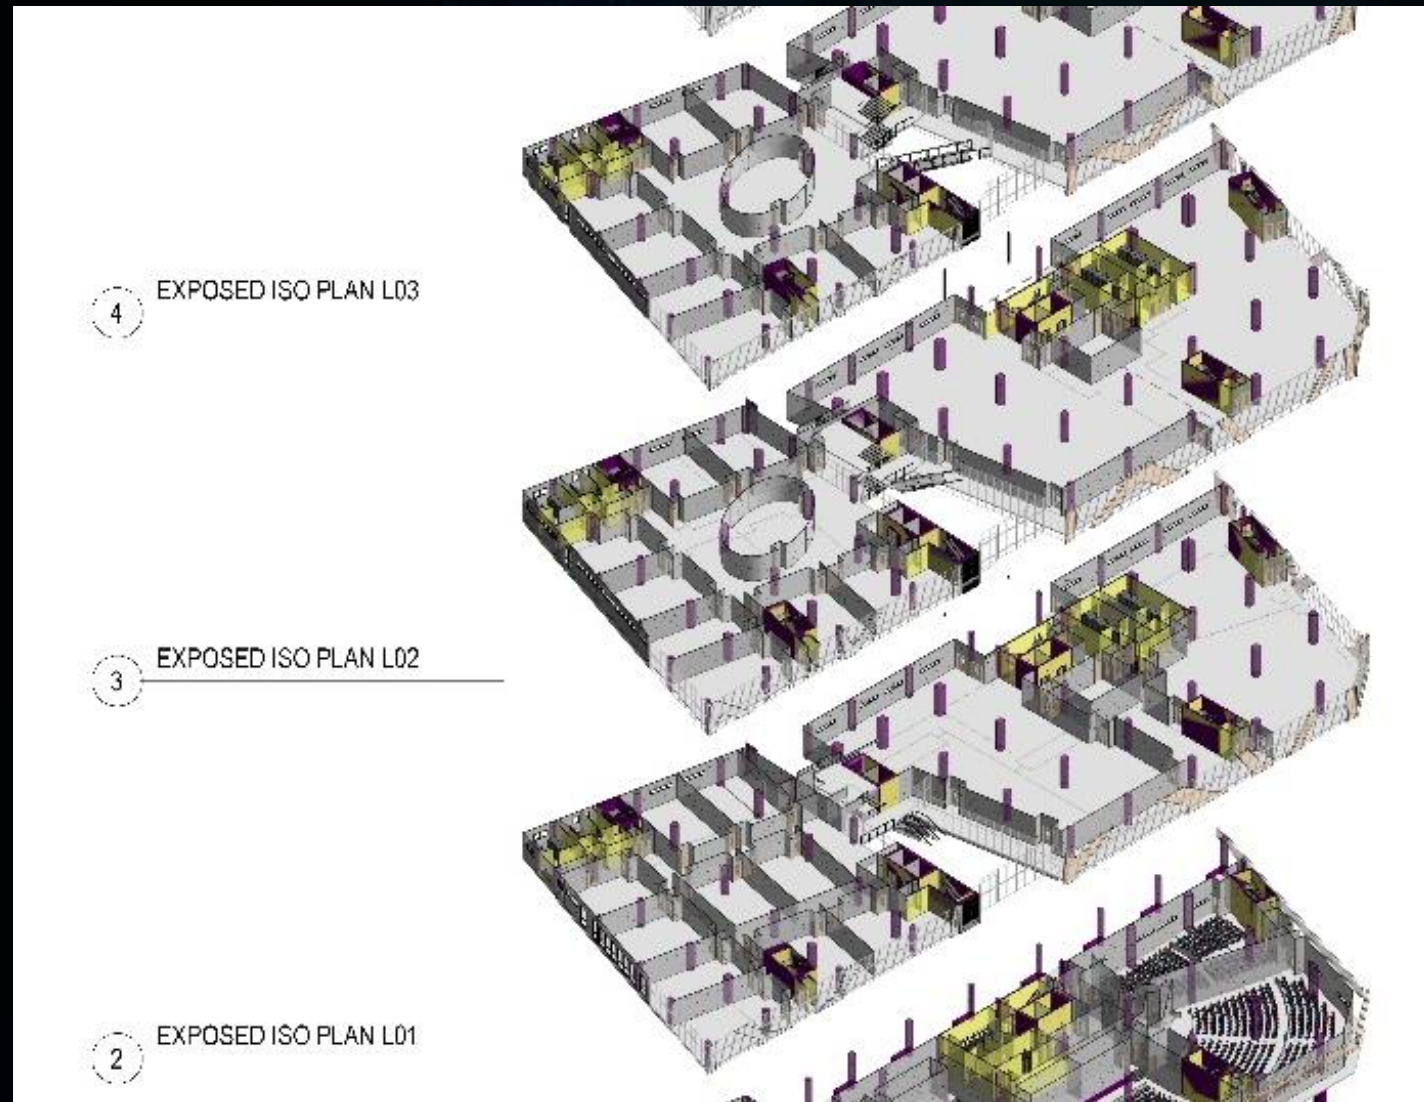 4 EXPOSED ISO PLAN L03
3 EXPOSED ISO PLAN L02
2 EXPOSED ISO PLAN L01